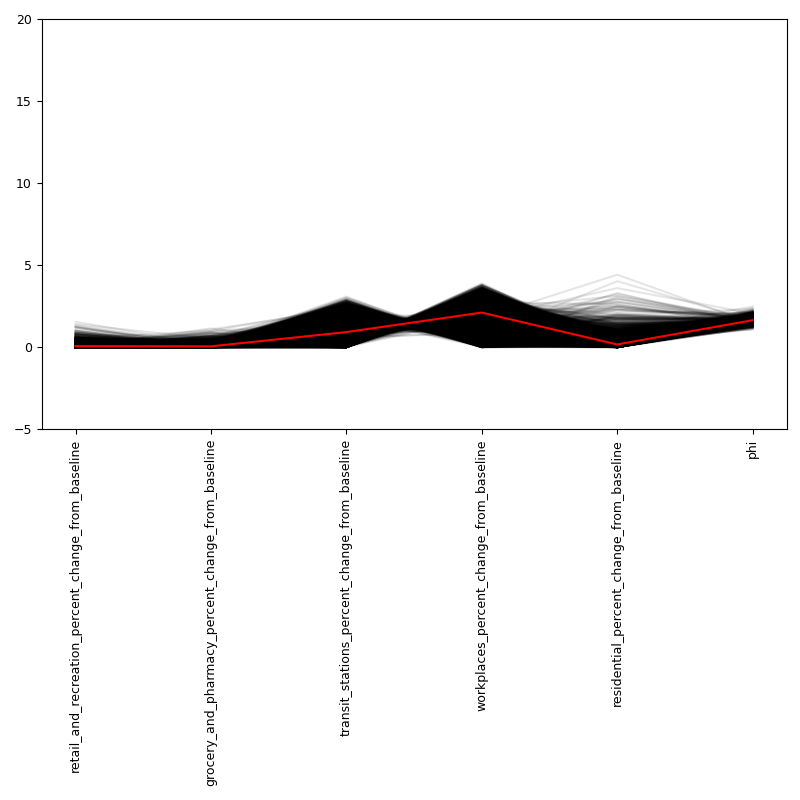 20
15
10
5
0
−5
retail_and_recreation_percent_change_from_baseline
grocery_and_pharmacy_percent_change_from_baseline
transit_stations_percent_change_from_baseline
workplaces_percent_change_from_baseline
residential_percent_change_from_baseline
phi